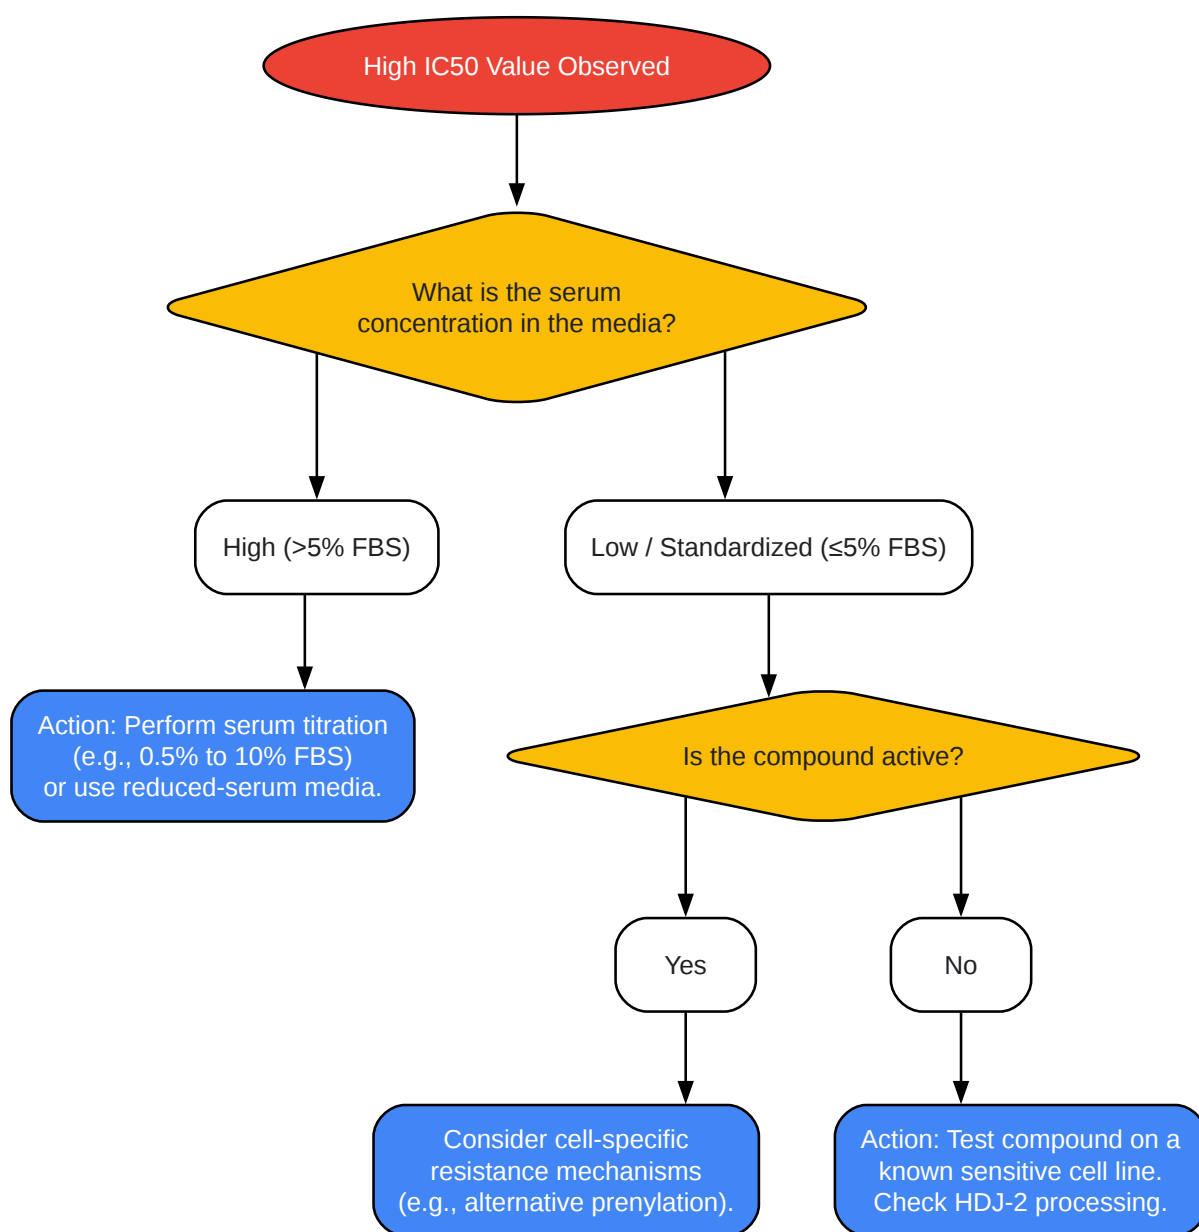 High IC50 Value Observed
What is the serum
concentration in the media?
High (>5% FBS)
Low / Standardized (≤5% FBS)
Action: Perform serum titration
(e.g., 0.5% to 10% FBS)
or use reduced-serum media.
Is the compound active?
Yes
No
Consider cell-specific
resistance mechanisms
(e.g., alternative prenylation).
Action: Test compound on a
known sensitive cell line.
Check HDJ-2 processing.